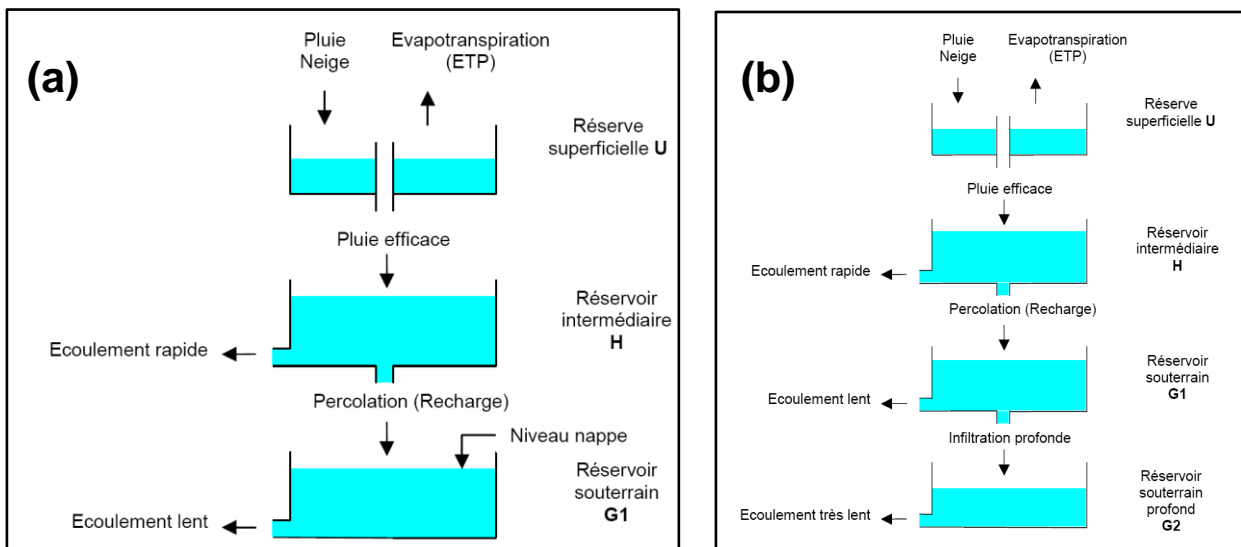 (a)
Pluie
Neige
Evapotranspiration
(ETP)
Réserve
superficielle U
Pluie efficace
Réservoir
intermédiaire
H
Ecoulement rapide
Percolation (Recharge)
Niveau nappe
Réservoir
souterrain
G1
Ecoulement lent
(b)
Pluie
Neige
Evapotranspiration
(ETP)
Réserve
superficielle U
Pluie efficace
Réservoir
intermédiaire
H
Ecoulement rapide
Percolation (Recharge)
Réservoir
souterrain
G1
Ecoulement lent
Infiltration profonde
Réservoir
souterrain
profond
G2
Ecoulement très lent